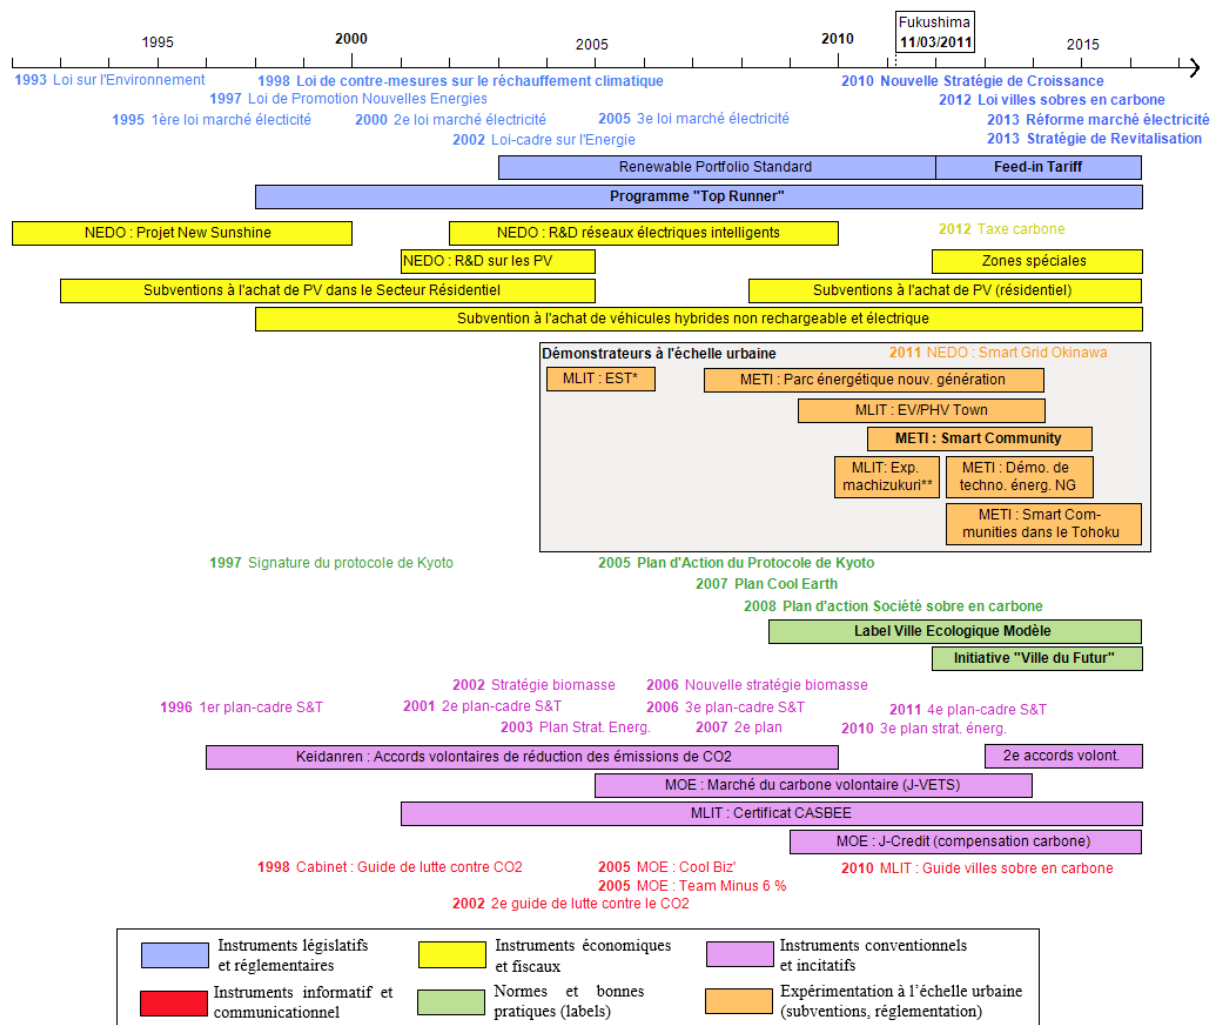 Fukushima
11/03/2011
1995
2000
2005
2010
2015
1993 Loi sur l'Environnement
1998 Loi de contre-mesures sur le réchauffement climatique
2010 Nouvelle Stratégie de Croissance
1997 Loi de Promotion Nouvelles Energies
2012 Loi villes sobres en carbone
1995 1ère loi marché électicité
2000 2e loi marché électricité
2005 3e loi marché électricité
2013 Réforme marché électricité
2002 Loi-cadre sur l'Energie
2013 Stratégie de Revitalisation
Renewable Portfolio Standard
Feed-in Tariff
Programme "Top Runner"
NEDO : Projet New Sunshine
NEDO : R&D réseaux électriques intelligents
2012 Taxe carbone
NEDO : R&D sur les PV
Zones spéciales
Subventions à l'achat de PV dans le Secteur Résidentiel
Subventions à l'achat de PV (résidentiel)
Subvention à l'achat de véhicules hybrides non rechargeable et électrique
Démonstrateurs à l'échelle urbaine
2011 NEDO : Smart Grid Okinawa
MLIT : EST*
METI : Parc énergétique nouv. génération
MLIT : EV/PHV Town
METI : Smart Community
MLIT: Exp.
machizukuri**
METI : Démo. de
techno. énerg. NG
METI : Smart Com-
munities dans le Tohoku
1997 Signature du protocole de Kyoto
2005 Plan d'Action du Protocole de Kyoto
2007 Plan Cool Earth
2008 Plan d'action Société sobre en carbone
Label Ville Ecologique Modèle
Initiative "Ville du Futur"
2002 Stratégie biomasse
2006 Nouvelle stratégie biomasse
1996 1er plan-cadre S&T
2001 2e plan-cadre S&T
2006 3e plan-cadre S&T
2011 4e plan-cadre S&T
2003 Plan Strat. Energ.
2007 2e plan
2010 3e plan strat. énerg.
Keidanren : Accords volontaires de réduction des émissions de CO2
2e accords volont.
MOE : Marché du carbone volontaire (J-VETS)
MLIT : Certificat CASBEE
MOE : J-Credit (compensation carbone)
1998 Cabinet : Guide de lutte contre CO2
2005 MOE : Cool Biz'
2010 MLIT : Guide villes sobre en carbone
2005 MOE : Team Minus 6 %
2002 2e guide de lutte contre le CO2
Instruments législatifs
et réglementaires
Instruments économiques
et fiscaux
Instruments conventionnels
et incitatifs
Instruments informatif et
communicationnel
Normes et bonnes
pratiques (labels)
Expérimentation à l'échelle urbaine
(subventions, réglementation)